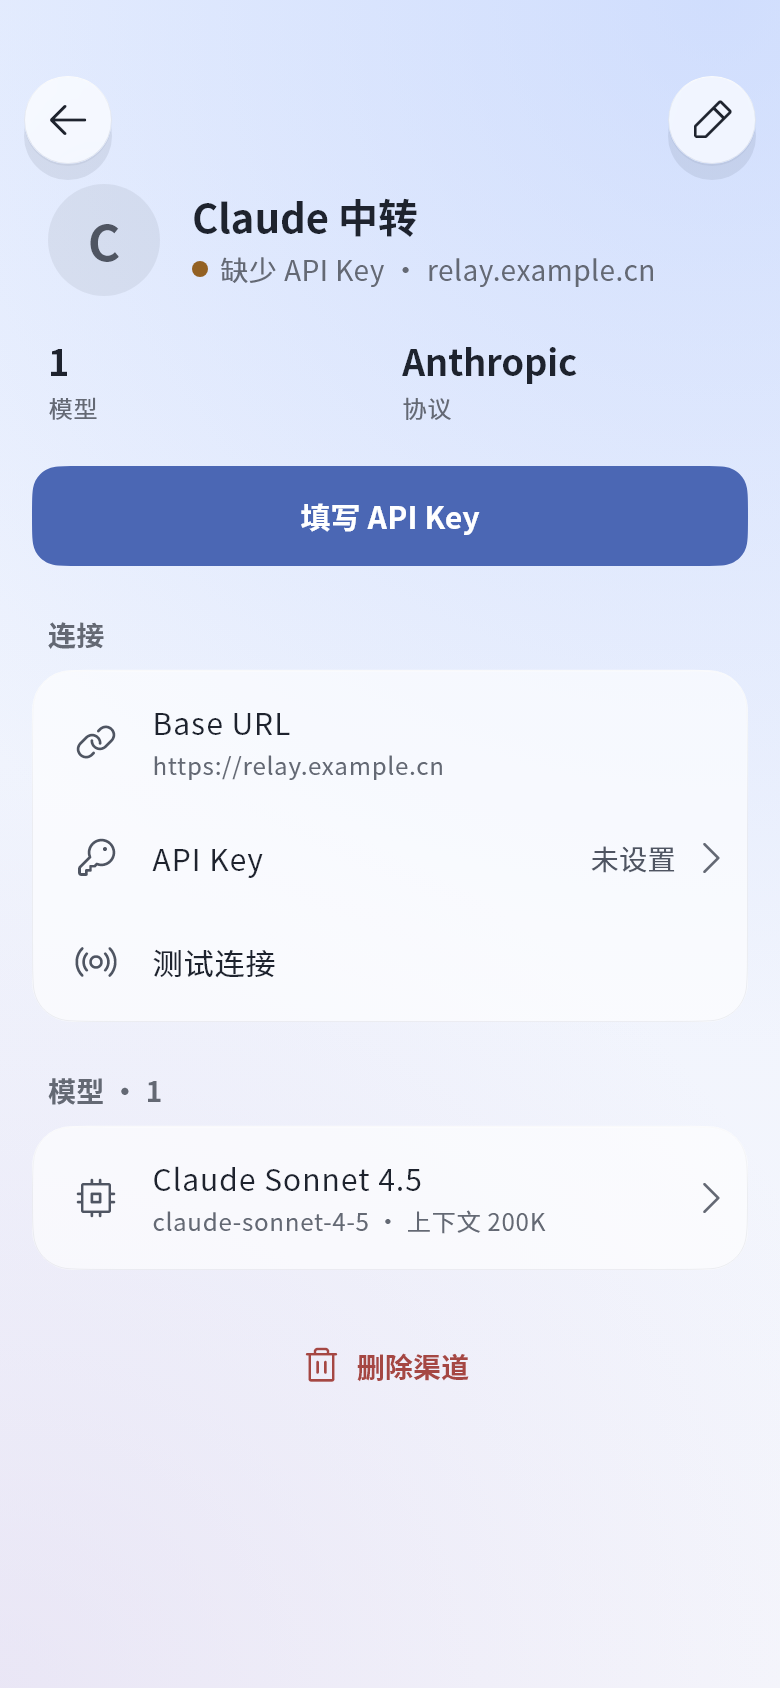 C
Claude 中转
缺少 API Key • relay.example.cn
1
模型
Anthropic
协议
填写 API Key
连接
Base URL
https://relay.example.cn
API Key
未设置
测试连接
模型 • 1
Claude Sonnet 4.5
claude-sonnet-4-5 • 上下文 200K
删除渠道